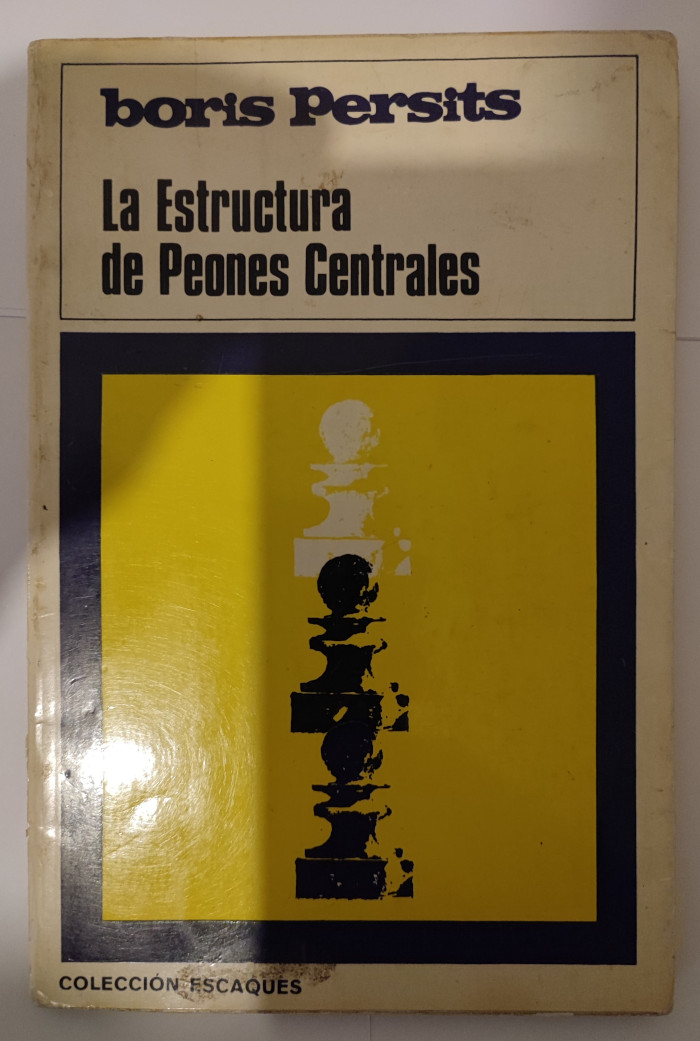 boris persits
La Estructura
de Peones Centrales
COLECCIÓN ESCAQUES